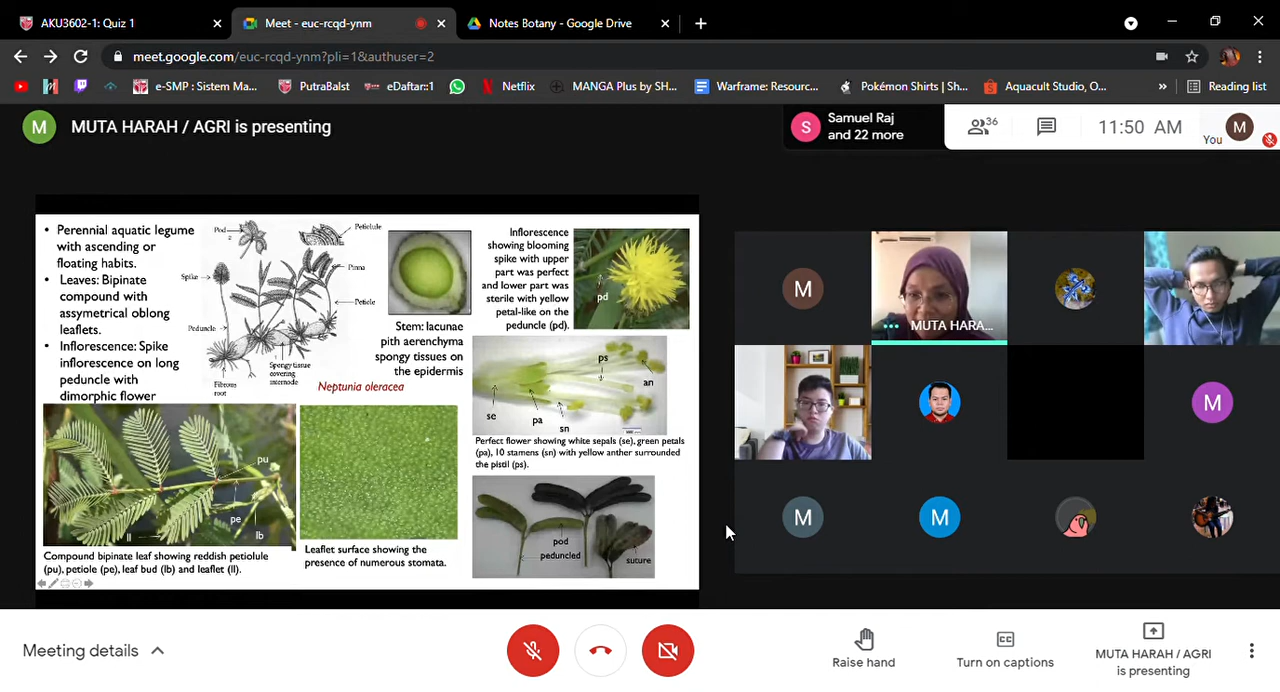 AKU3602-1: Quiz 1
Meet - euc-rcqd-ynm
Notes Botany - Google Drive
meet.google.com/euc-rcqd-ynm?pli=1&authuser=2
e-SMP : Sistem Ma...
PutraBalst
eDaftar::1
Netflix
MANGA Plus by SH...
Warframe: Resourc...
Pokémon Shirts | Sh...
Aquacult Studio, O...
»
Reading list
M
MUTA HARAH / AGRI is presenting
S
Samuel Raj
and 22 more
36
11:50 AM
You
M
• Perennial aquatic legume
with ascending or
floating habits.
• Leaves: Bipinate
compound with
assymetrical oblong
leaflets.
• Inflorescence: Spike
inflorescence on long
peduncle with
dimorphic flower
Pod
2
Petiolule
Spike
Pinna
Petiole
Peduncle
Fibrous
root
Spongy tissue
covering
internode
Neptunia oleracea
Stem: lacunae
pith aerenchyma
spongy tissues on
the epidermis
Inflorescence
showing blooming
spike with upper
part was perfect
and lower part was
sterile with yellow
petal-like on the
peduncle (pd).
pd
ps
an
se
pa
sn
Perfect flower showing white sepals (se), green petals
(pa), 10 stamens (sn) with yellow anther surrounded
the pistil (ps).
pu
pe
lb
ll
Compound bipinate leaf showing reddish petiolule
(pu), petiole (pe), leaf bud (lb) and leaflet (ll).
Leaflet surface showing the
presence of numerous stomata.
pod
peduncled
suture
M
MUTA HARA...
M
M
M
Meeting details
Raise hand
Turn on captions
MUTA HARAH / AGRI
is presenting